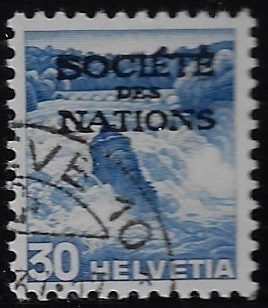 SOCIÉTÉ
DES
NATIONS
30 HELVETIA